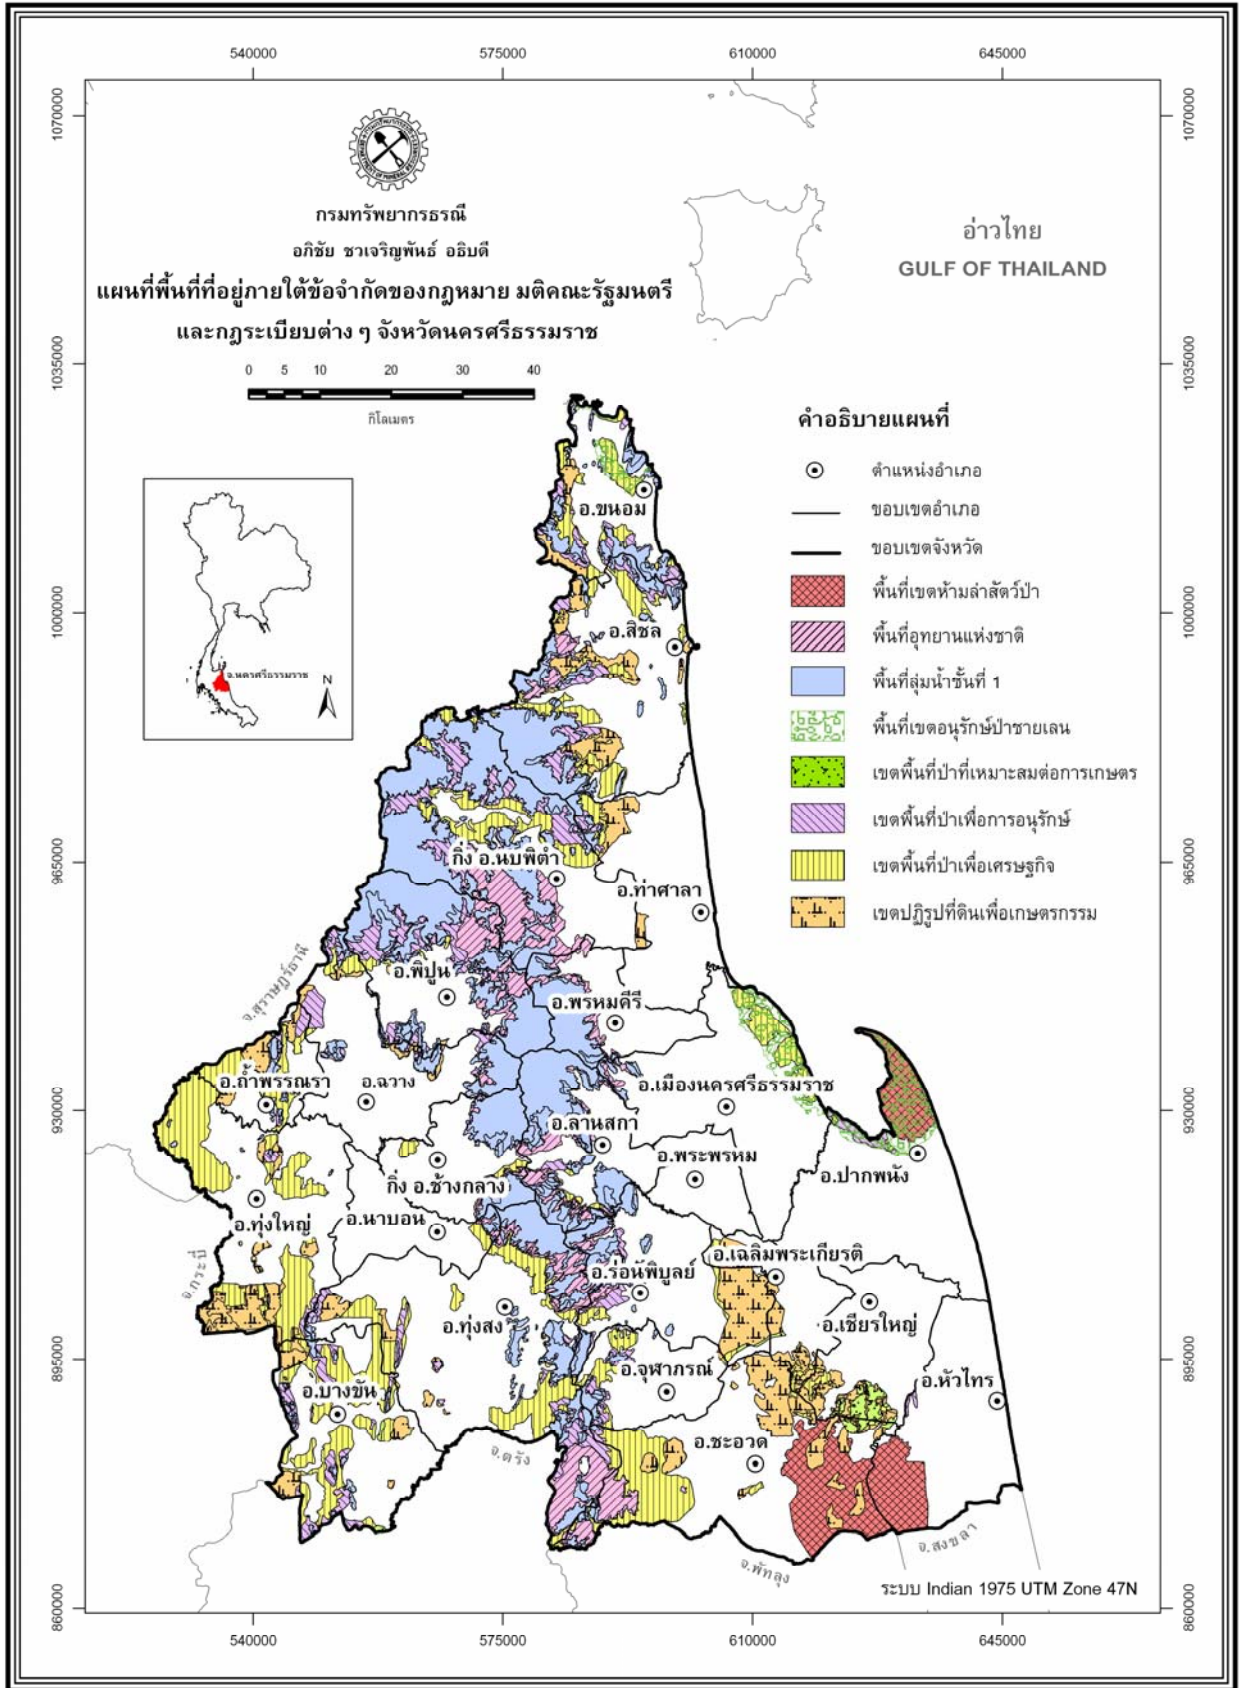 540000 575000 610000 645000
1070000 1070000
กรมทรัพยากรธรณี
อภิชัย ชวเจริญพันธ์ อธิบดี
แผนที่พื้นที่ที่อยู่ภายใต้ข้อจำกัดของกฎหมาย มติคณะรัฐมนตรี
และกฎระเบียบต่าง ๆ จังหวัดนครศรีธรรมราช
0 5 10 20 30 40
กิโลเมตร
อ่าวไทย
GULF OF THAILAND
1035000 1035000
คำอธิบายแผนที่
ตำแหน่งอำเภอ
ขอบเขตอำเภอ
ขอบเขตจังหวัด
พื้นที่เขตห้ามล่าสัตว์ป่า
พื้นที่อุทยานแห่งชาติ
พื้นที่ลุ่มน้ำชั้นที่ 1
พื้นที่เขตอนุรักษ์ป่าชายเลน
เขตพื้นที่ป่าที่เหมาะสมต่อการเกษตร
เขตพื้นที่ป่าเพื่อการอนุรักษ์
เขตพื้นที่ป่าเพื่อเศรษฐกิจ
เขตปฏิรูปที่ดินเพื่อเกษตรกรรม
จ.นครศรีธรรมราช
N
1000000 1000000
อ.ขนอม
อ.สิชล
965000 965000
กิ่ง อ.นบพิตำ
อ.ท่าศาลา
จ.สุราษฎร์ธานี
อ.พิปูน
อ.พรหมคีรี
อ.ถ้ำพรรณรา
อ.ฉวาง
อ.เมืองนครศรีธรรมราช
930000 930000
อ.ลานสกา
อ.พระพรหม
อ.ปากพนัง
กิ่ง อ.ช้างกลาง
อ.ทุ่งใหญ่
อ.นาบอน
จ.กระบี่
อ.เฉลิมพระเกียรติ
อ.ร่อนพิบูลย์
อ.ทุ่งสง
อ.เชียรใหญ่
895000 895000
อ.จุฬาภรณ์
อ.หัวไทร
อ.บางขัน
อ.ชะอวด
จ.ตรัง
จ.สงขลา
จ.พัทลุง
ระบบ Indian 1975 UTM Zone 47N
860000 860000
540000 575000 610000 645000